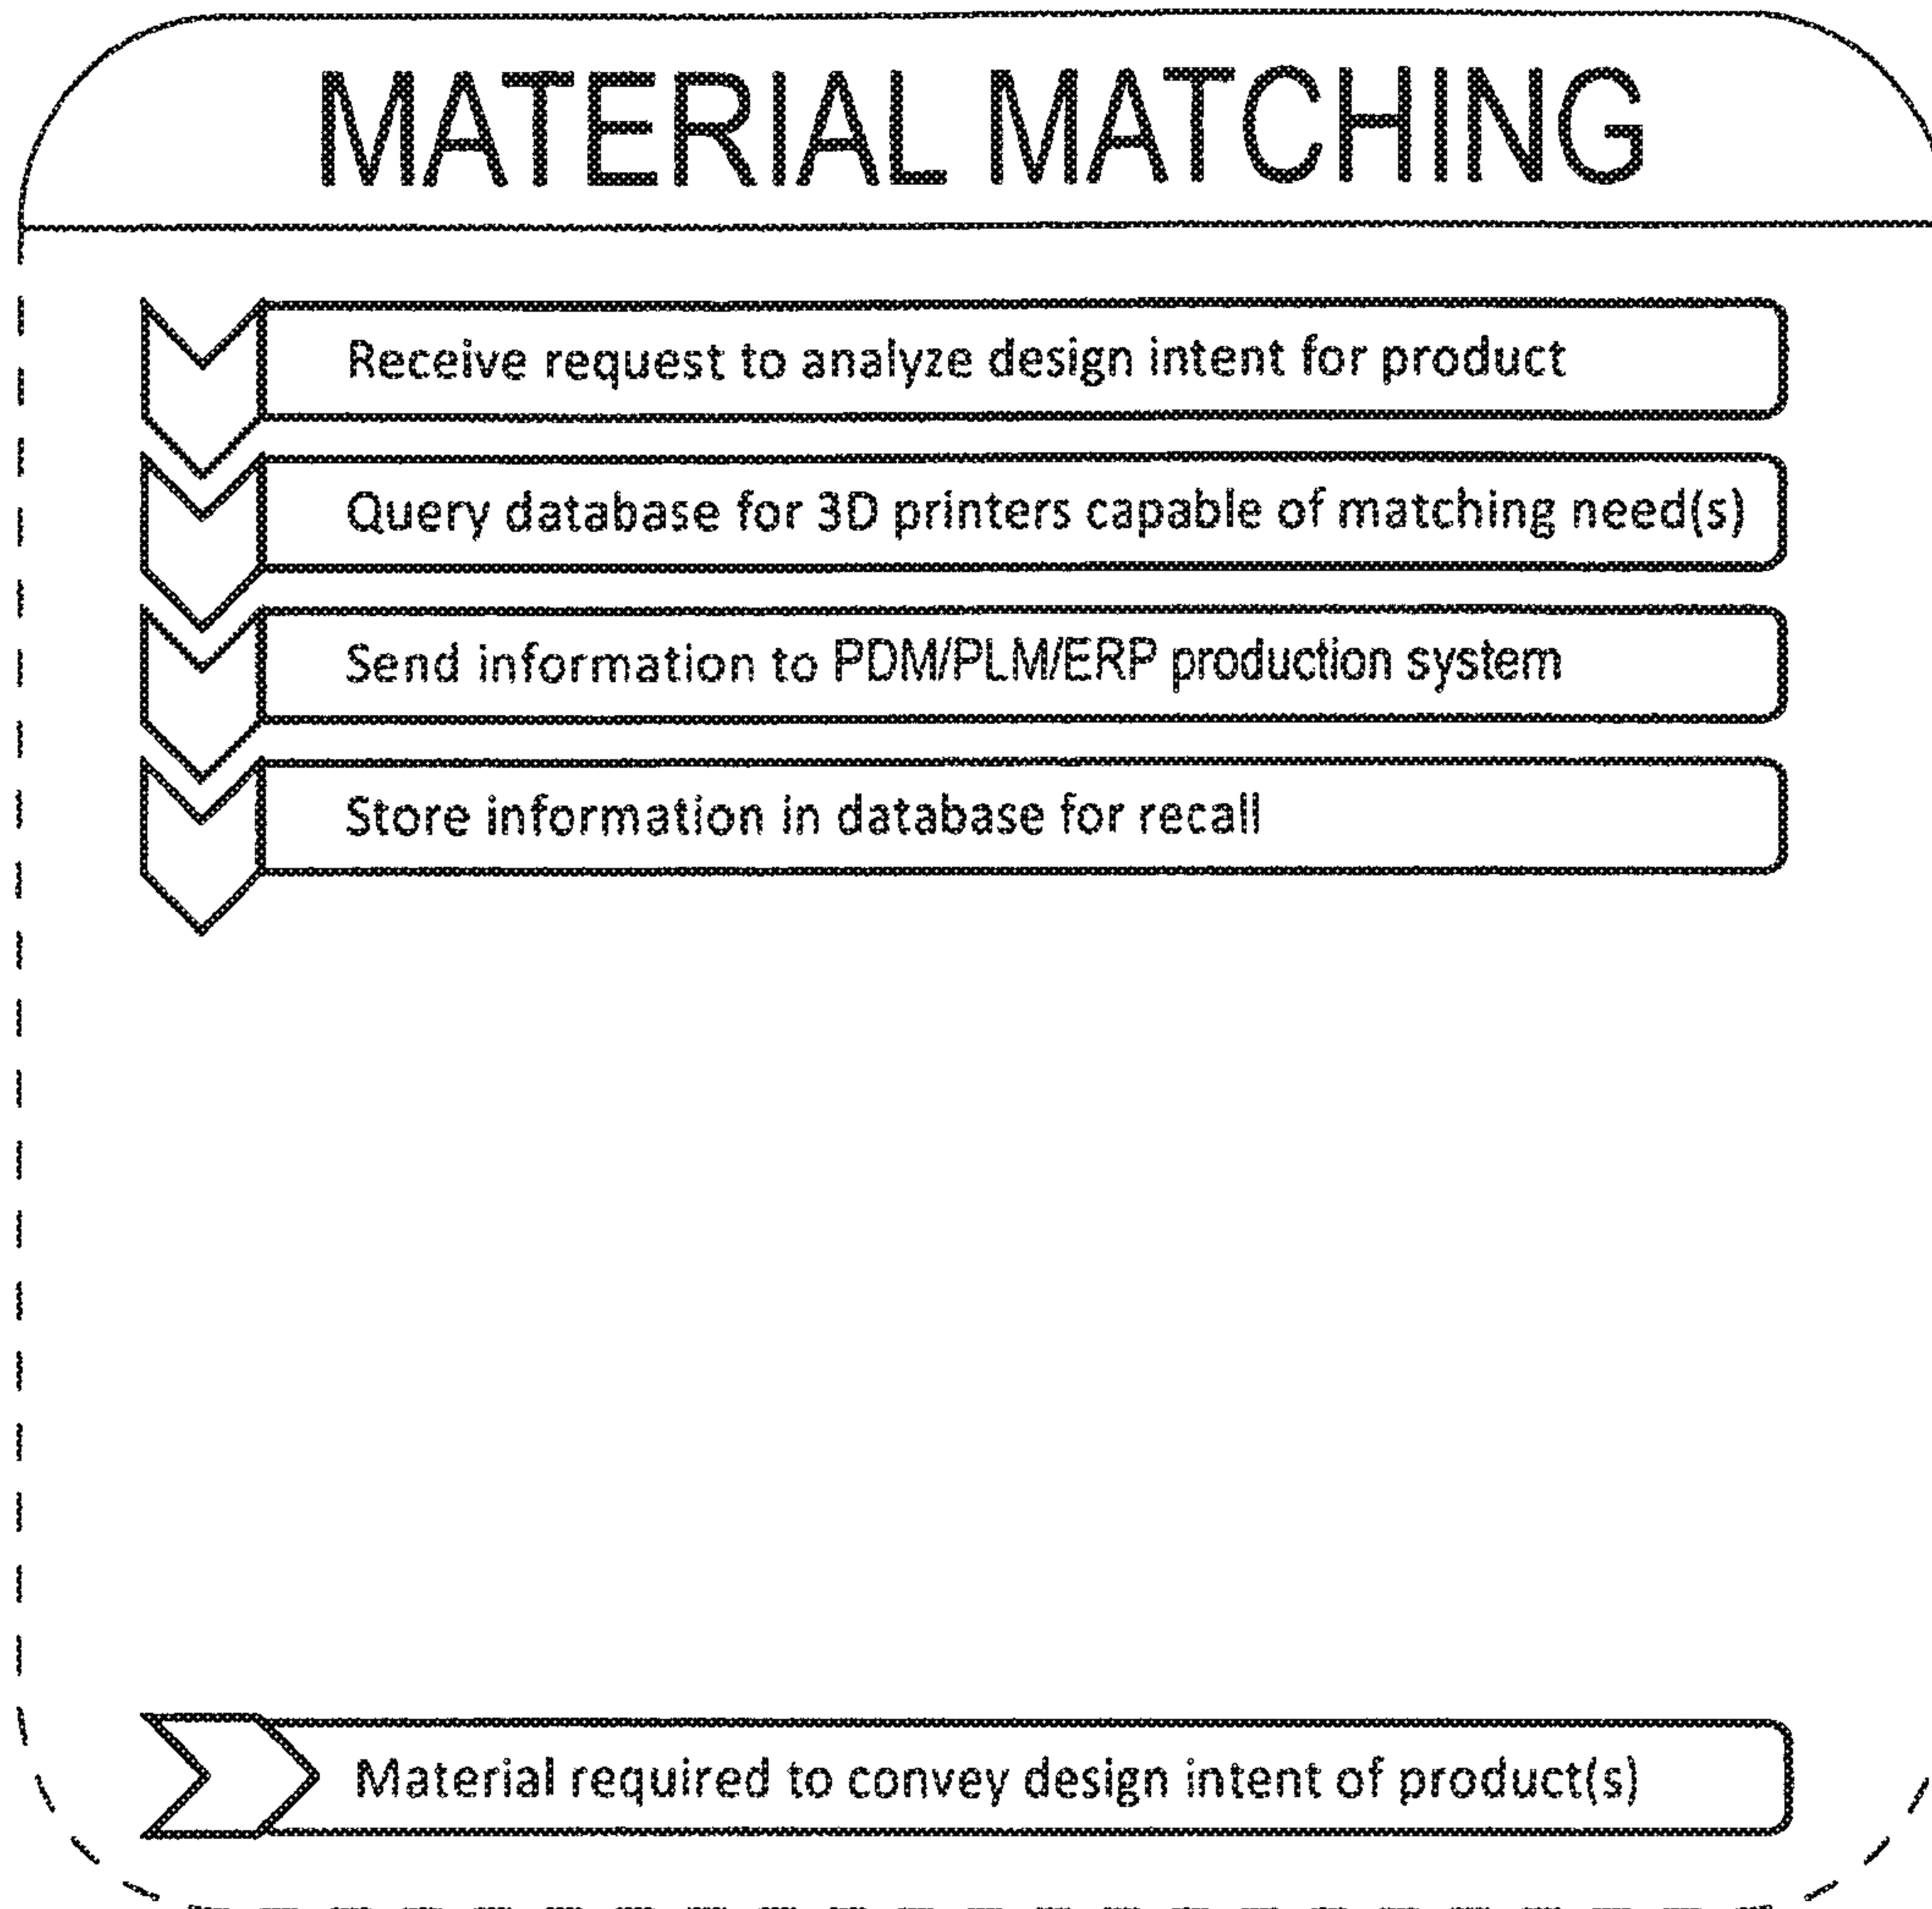 MATERIAL MATCHING
Receive request to analyze design intent for product
Query database for 3D printers capable of matching need(s)
Send information to PDM/PLM/ERP production system
Store information in database for recall
Material required to convey design intent of product(s)